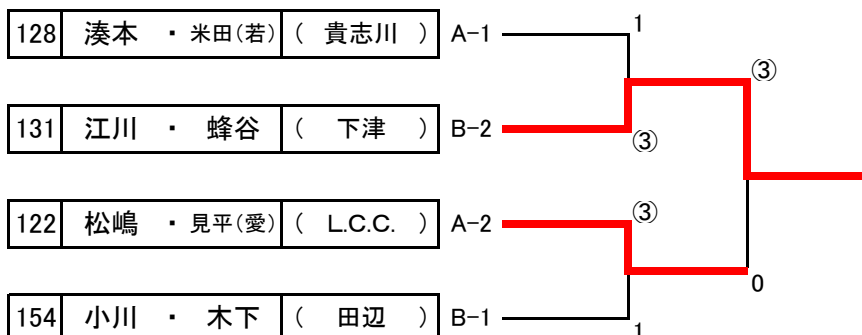 128 湊本 ・ 米田(若) ( 貴志川 ) A-1 1
③
131 江川 ・ 蜂谷 ( 下津 ) B-2 ③
122 松嶋 ・ 見平(愛) ( L.C.C. ) A-2 ③
0
154 小川 ・ 木下 ( 田辺 ) B-1 1